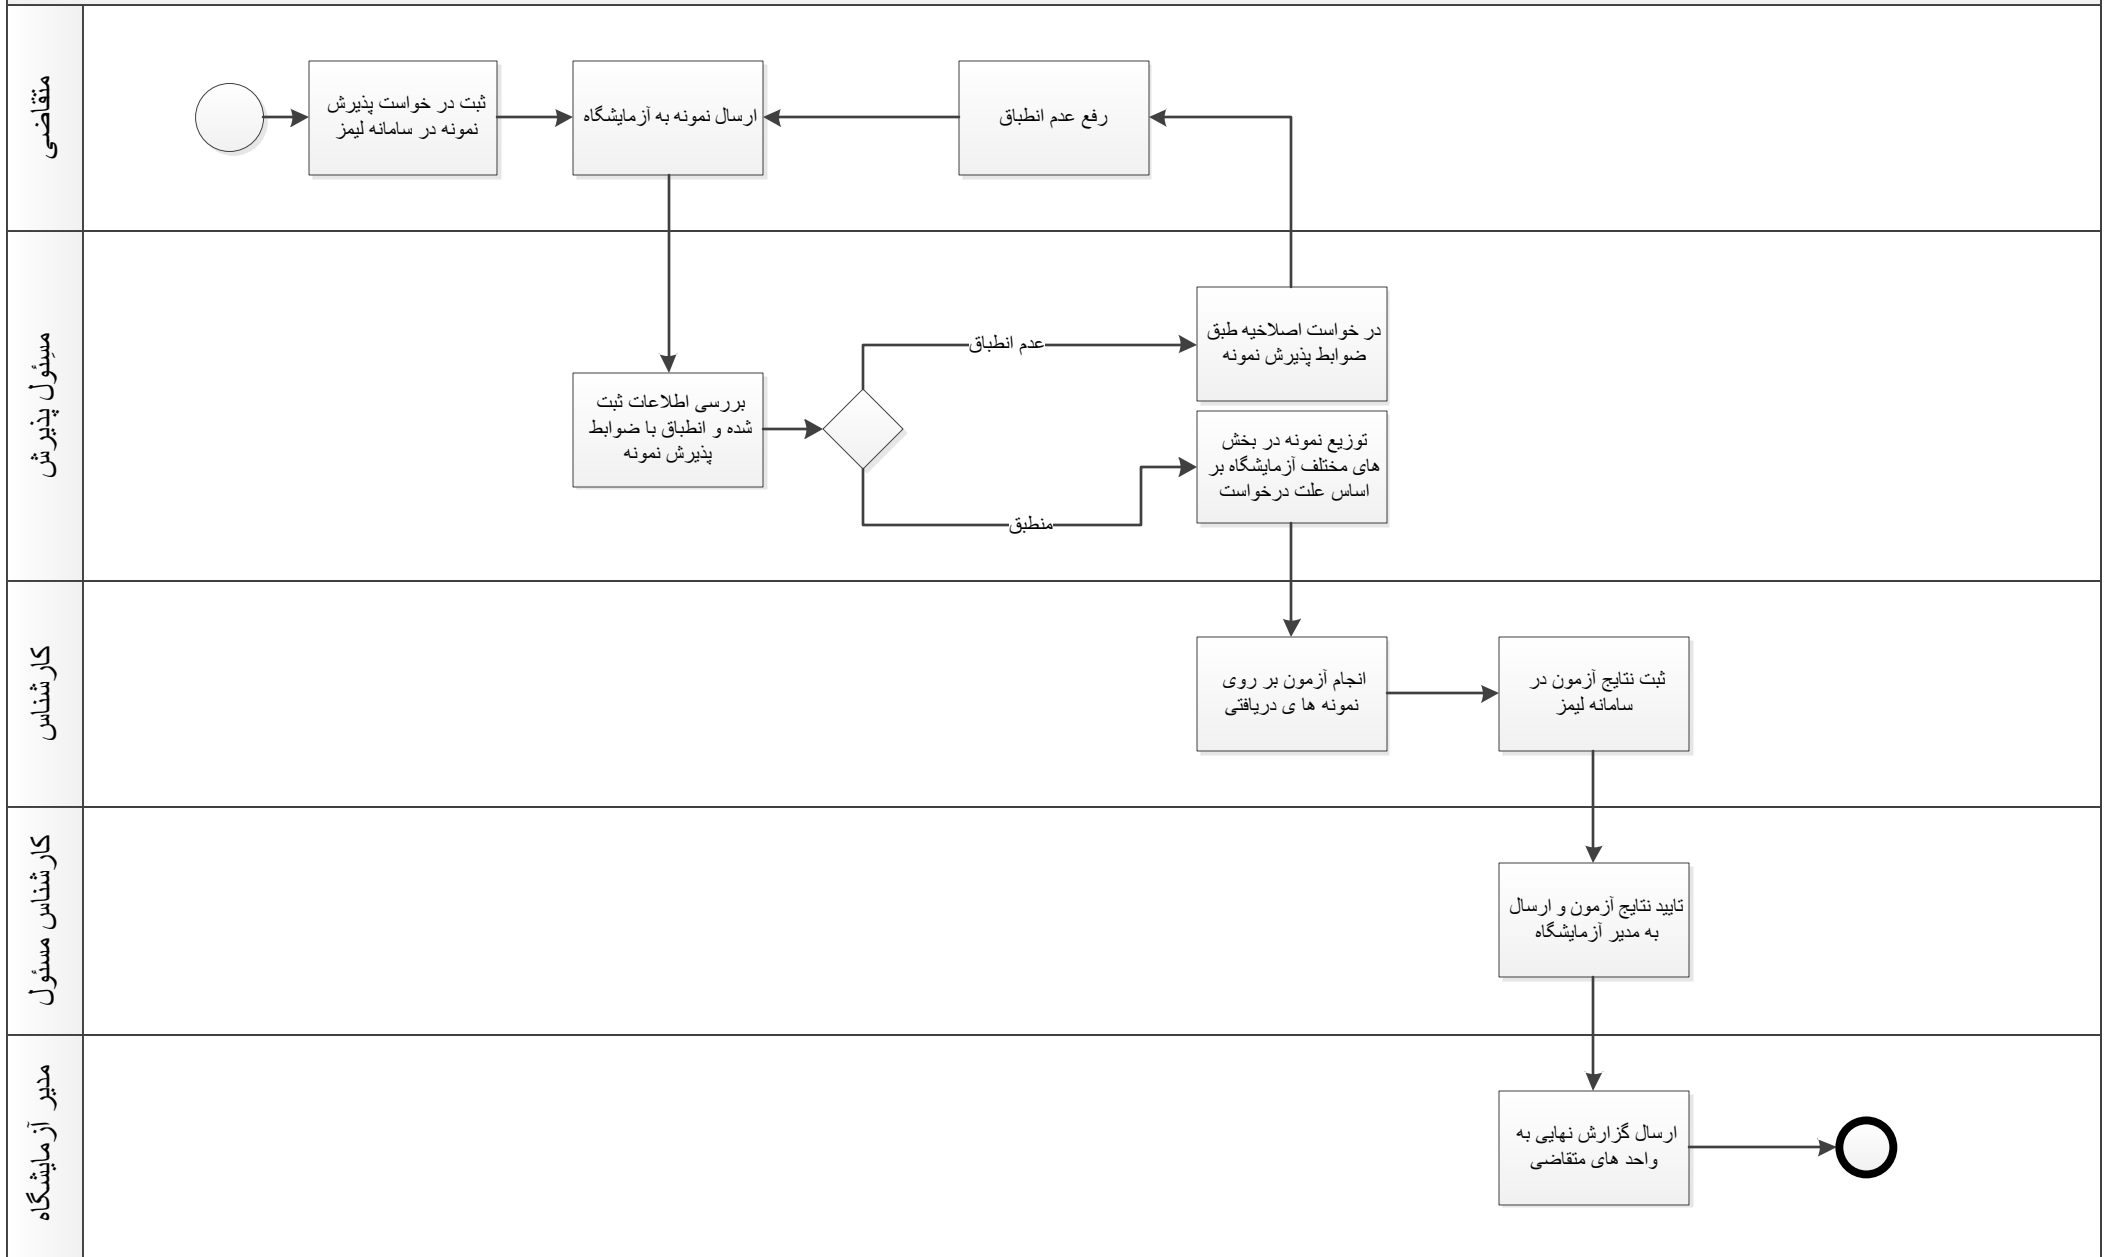 متقاضی
ثبت در خواست پذیرش
نمونه در سامانه لیمز
ارسال نمونه به آزمایشگاه
رفع عدم انطباق
مسئول پذیرش
بررسی اطلاعات ثبت
شده و انطباق با ضوابط
پذیرش نمونه
عدم انطباق
منطبق
در خواست اصلاخیه طبق
ضوابط پذیرش نمونه
توزیع نمونه در بخش
های مختلف آزمایشگاه بر
اساس علت درخواست
کارشناس
انجام آزمون بر روی
نمونه ها ی دریافتی
ثبت نتایج آزمون در
سامانه لیمز
کارشناس مسئول
تایید نتایج آزمون و ارسال
به مدیر آزمایشگاه
مدیر آزمایشگاه
ارسال گزارش نهایی به
واحد های متقاضی